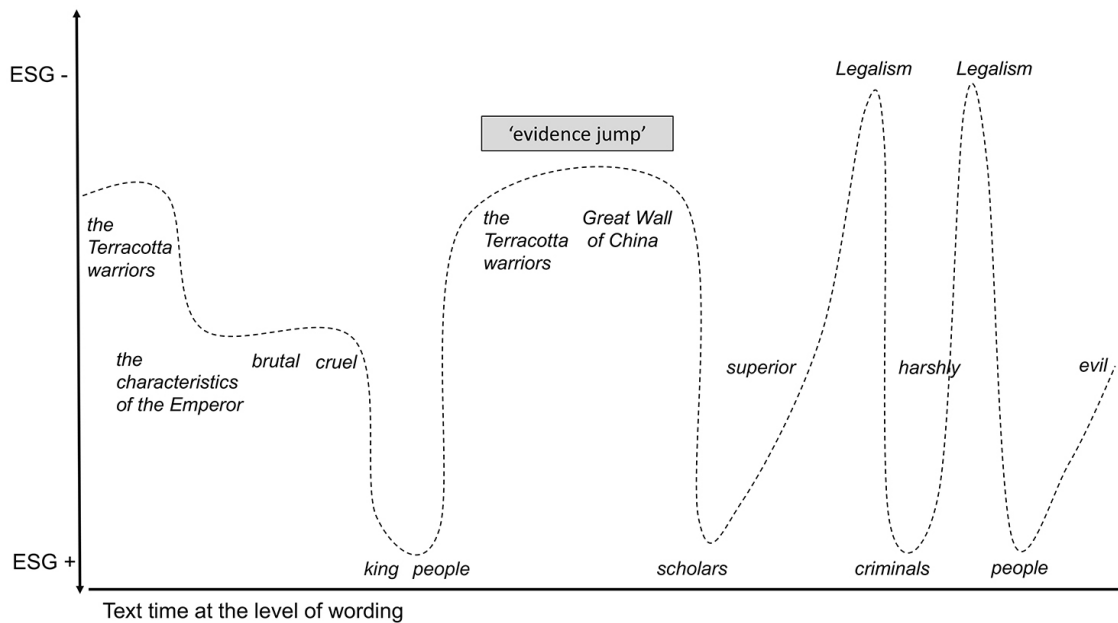 ESG -
Legalism
Legalism
‘evidence jump’
the
Terracotta
warriors
the
Terracotta
warriors
Great Wall
of China
the
characteristics
of the Emperor
brutal
cruel
superior
harshly
evil
ESG +
king
people
scholars
criminals
people
Text time at the level of wording